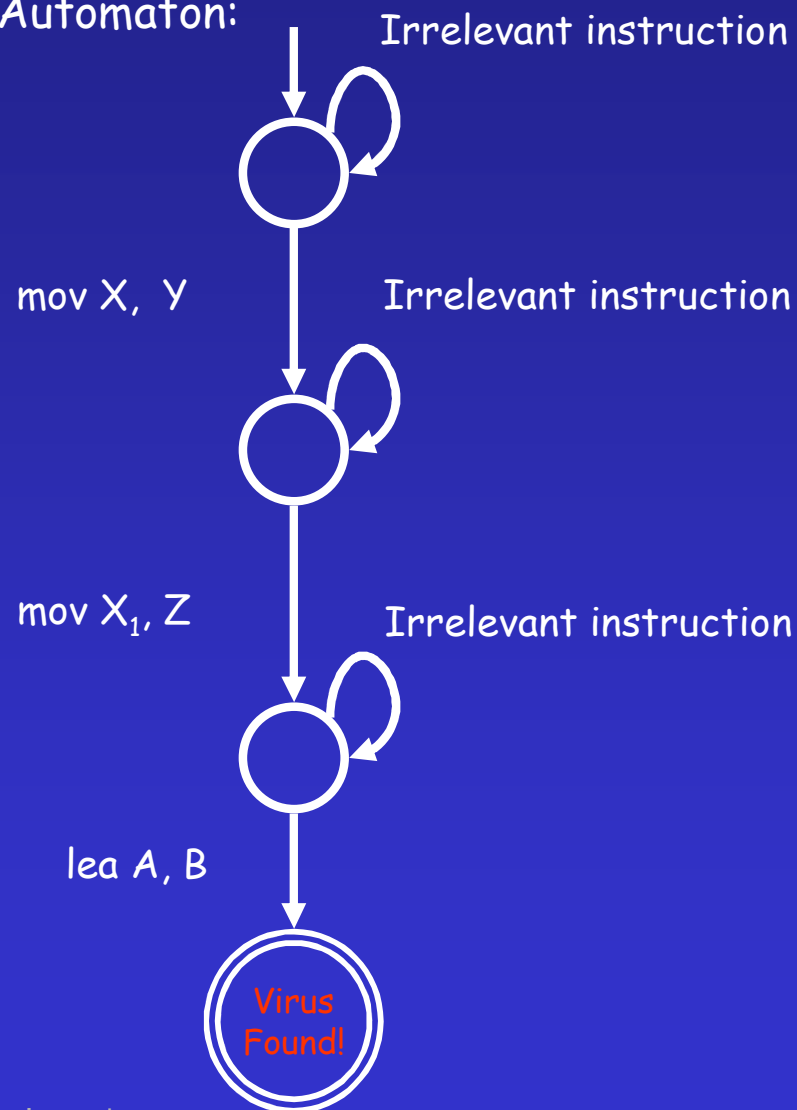 Automaton:
Irrelevant instruction
mov X, Y
Irrelevant instruction
mov X₁, Z
Irrelevant instruction
lea A, B
Virus
Found!